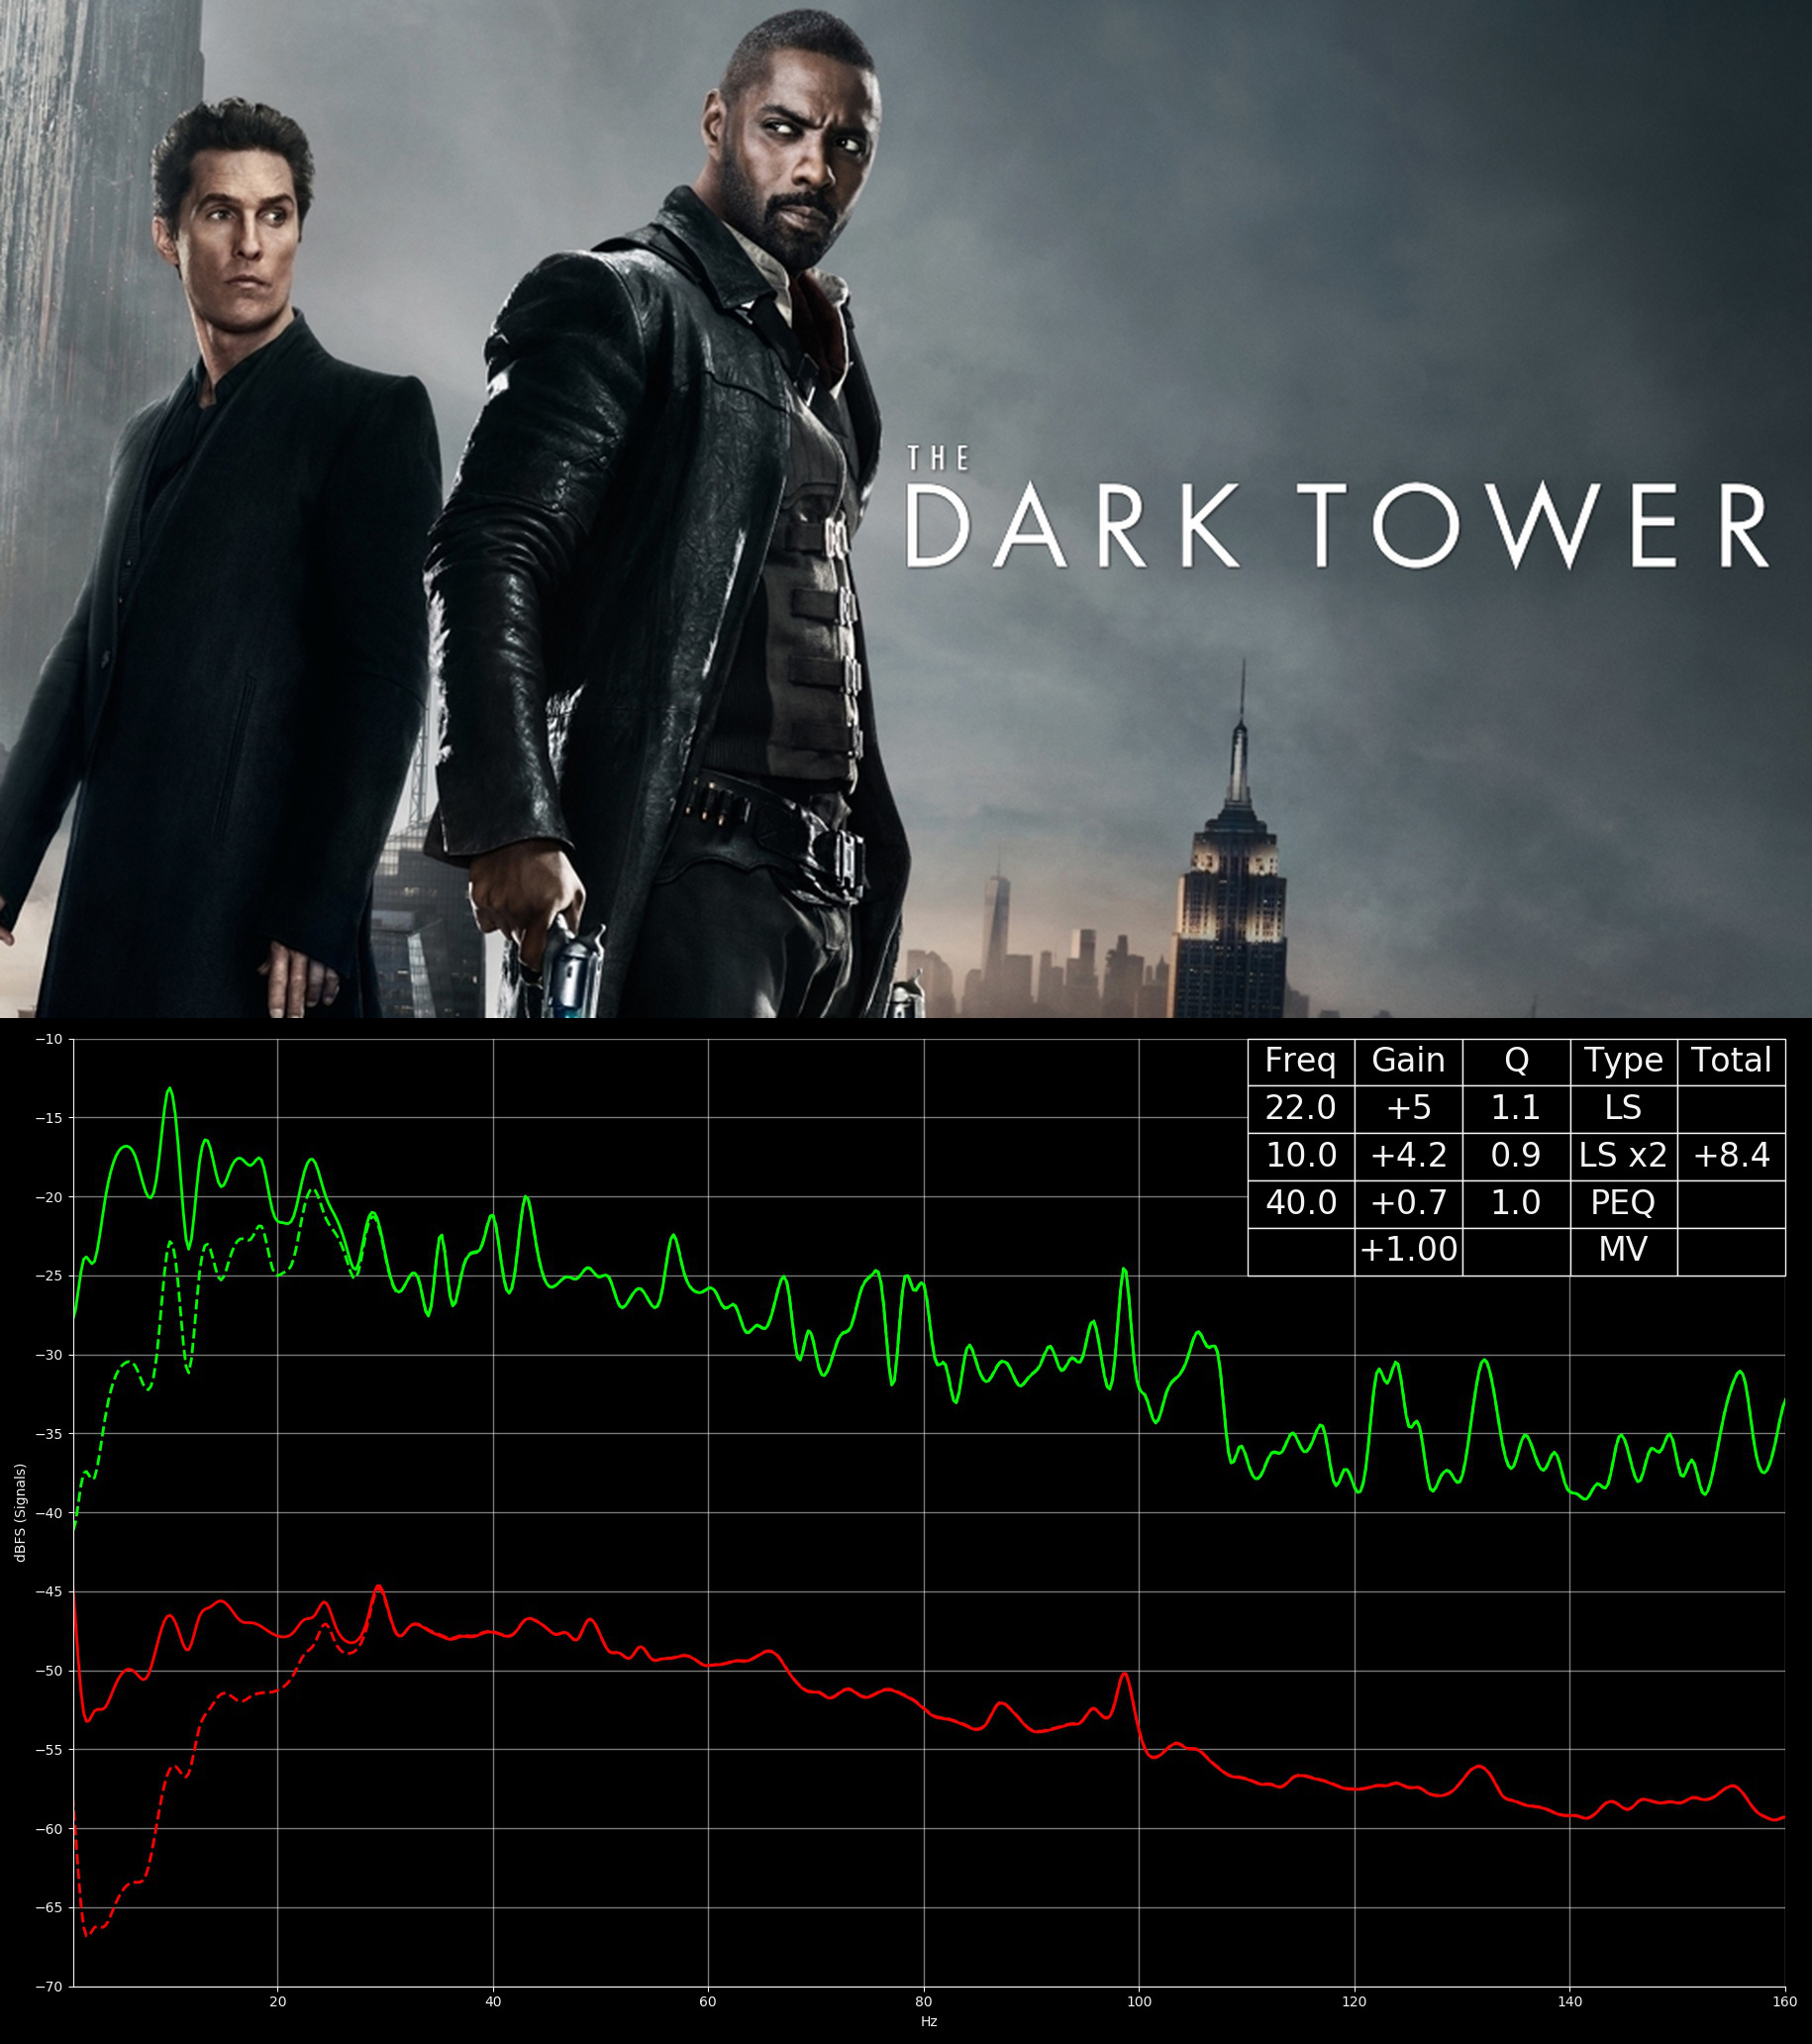 THE
DARK TOWER
Freq Gain Q Type Total
22.0 +5 1.1 LS
10.0 +4.2 0.9 LS x2 +8.4
40.0 +0.7 1.0 PEQ
+1.00 MV
−10
−15
−20
−25
−30
−35
−40
−45
−50
−55
−60
−65
−70
dBFS (Signals)
20 40 60 80 100 120 140 160
Hz